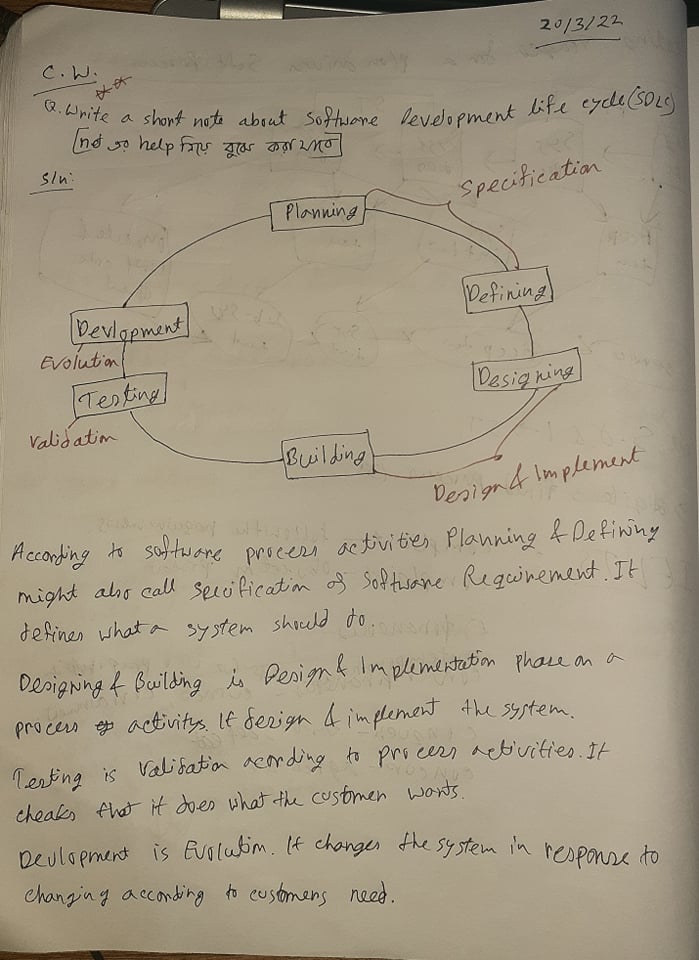 20/3/22
C.W.
Q. Write a short note about Software Development life cycle (SDLC)
[net এর help নিয়ে বুঝে করা যাবে]
S/n:
Planning
Specification
Defining
Devlopment
Evolution
Designing
Testing
Validation
Building
Design & Implement
According to software process activities Planning & Defining
might also call specification of Software Requirement. It
defines what a system should do.
Designing & Building is Design & Implementation phase on a
process activitys. It design & implement the system.
Testing is Validation acording to process activities. It
cheaks that it does what the customer wants.
Devlopment is Evolution. It changes the system in response to
changing according to customers need.